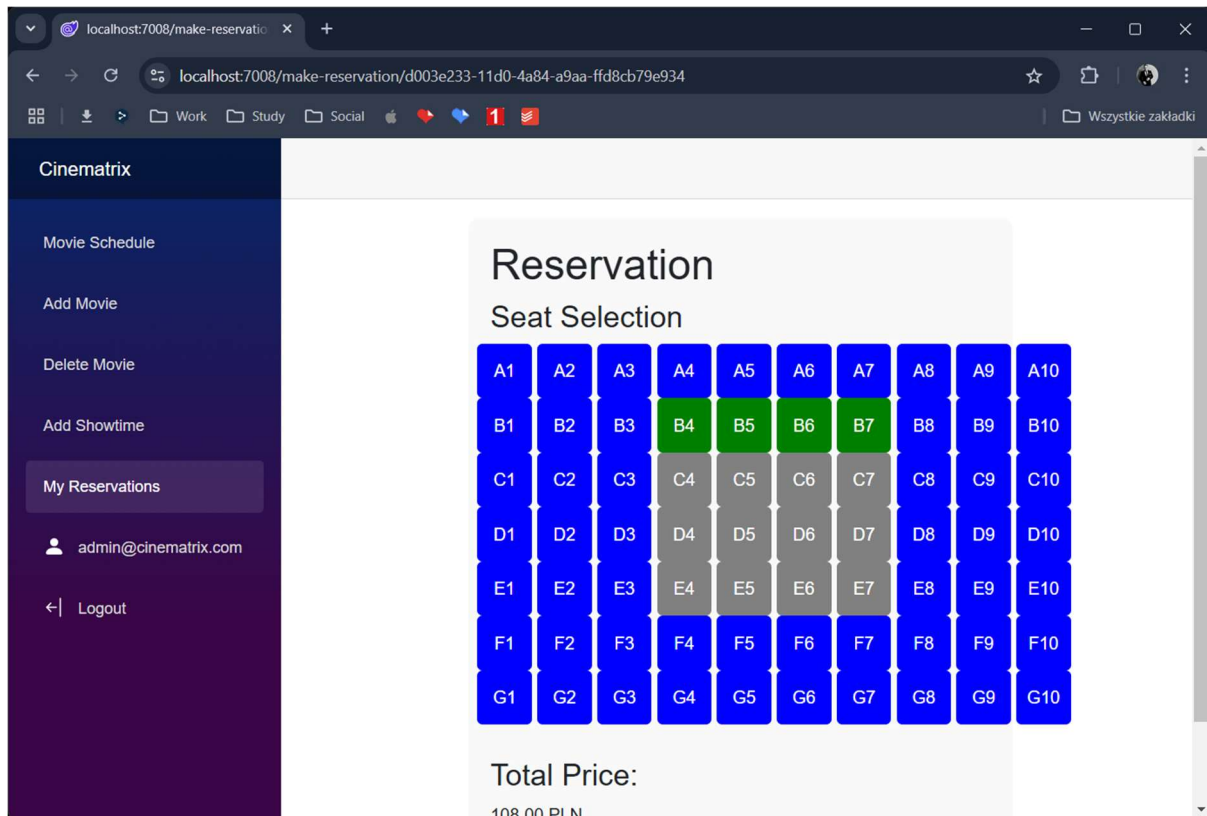 localhost:7008/make-reservatio
localhost:7008/make-reservation/d003e233-11d0-4a84-a9aa-ffd8cb79e934
Work Study Social 1 Wszystkie zakładki
Cinematrix
Movie Schedule
Add Movie
Delete Movie
Add Showtime
My Reservations
admin@cinematrix.com
Logout
Reservation
Seat Selection
A1 A2 A3 A4 A5 A6 A7 A8 A9 A10
B1 B2 B3 B4 B5 B6 B7 B8 B9 B10
C1 C2 C3 C4 C5 C6 C7 C8 C9 C10
D1 D2 D3 D4 D5 D6 D7 D8 D9 D10
E1 E2 E3 E4 E5 E6 E7 E8 E9 E10
F1 F2 F3 F4 F5 F6 F7 F8 F9 F10
G1 G2 G3 G4 G5 G6 G7 G8 G9 G10
Total Price:
108.00 PLN